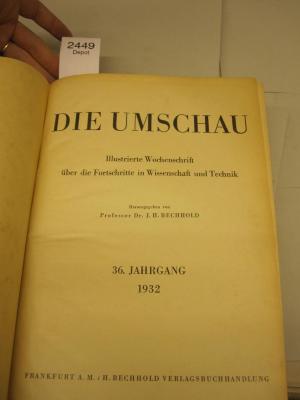 2449
Depot
DIE UMSCHAU
Illustrierte Wochenschrift
über die Fortschritte in Wissenschaft und Technik
Herausgegeben von
Professor Dr. J. H. BECHHOLD
36. JAHRGANG
1932
FRANKFURT A. M. / H. BECHHOLD VERLAGSBUCHHANDLUNG